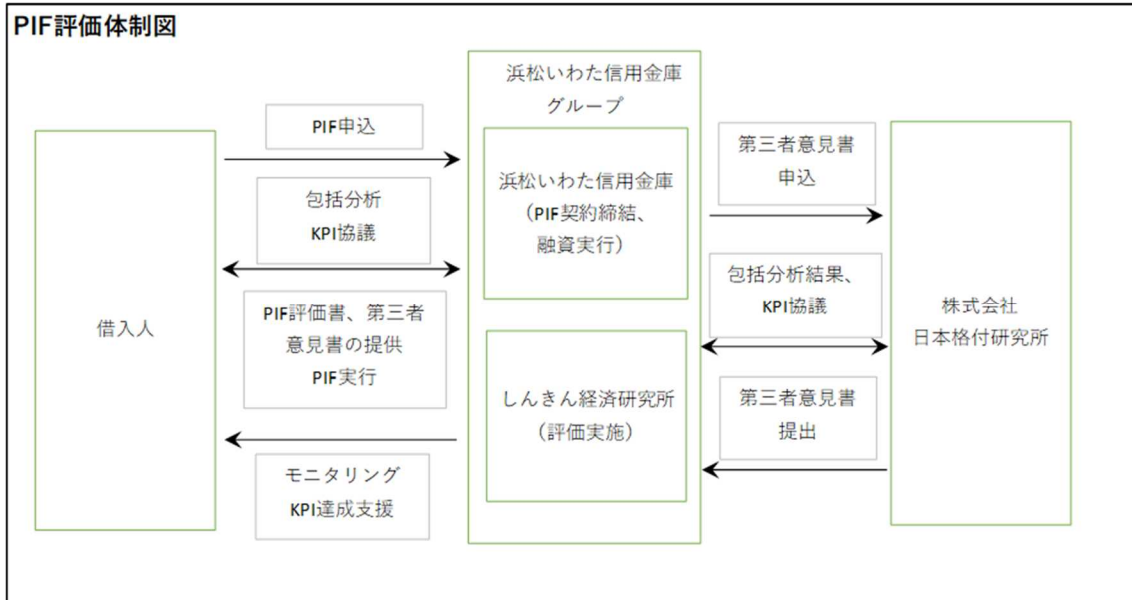 PIF評価体制図
借入人
PIF申込
包括分析
KPI協議
PIF評価書、第三者
意見書の提供
PIF実行
モニタリング
KPI達成支援
浜松いわた信用金庫
グループ
浜松いわた信用金庫
（PIF契約締結、
融資実行）
しんきん経済研究所
（評価実施）
第三者意見書
申込
包括分析結果、
KPI協議
第三者意見書
提出
株式会社
日本格付研究所